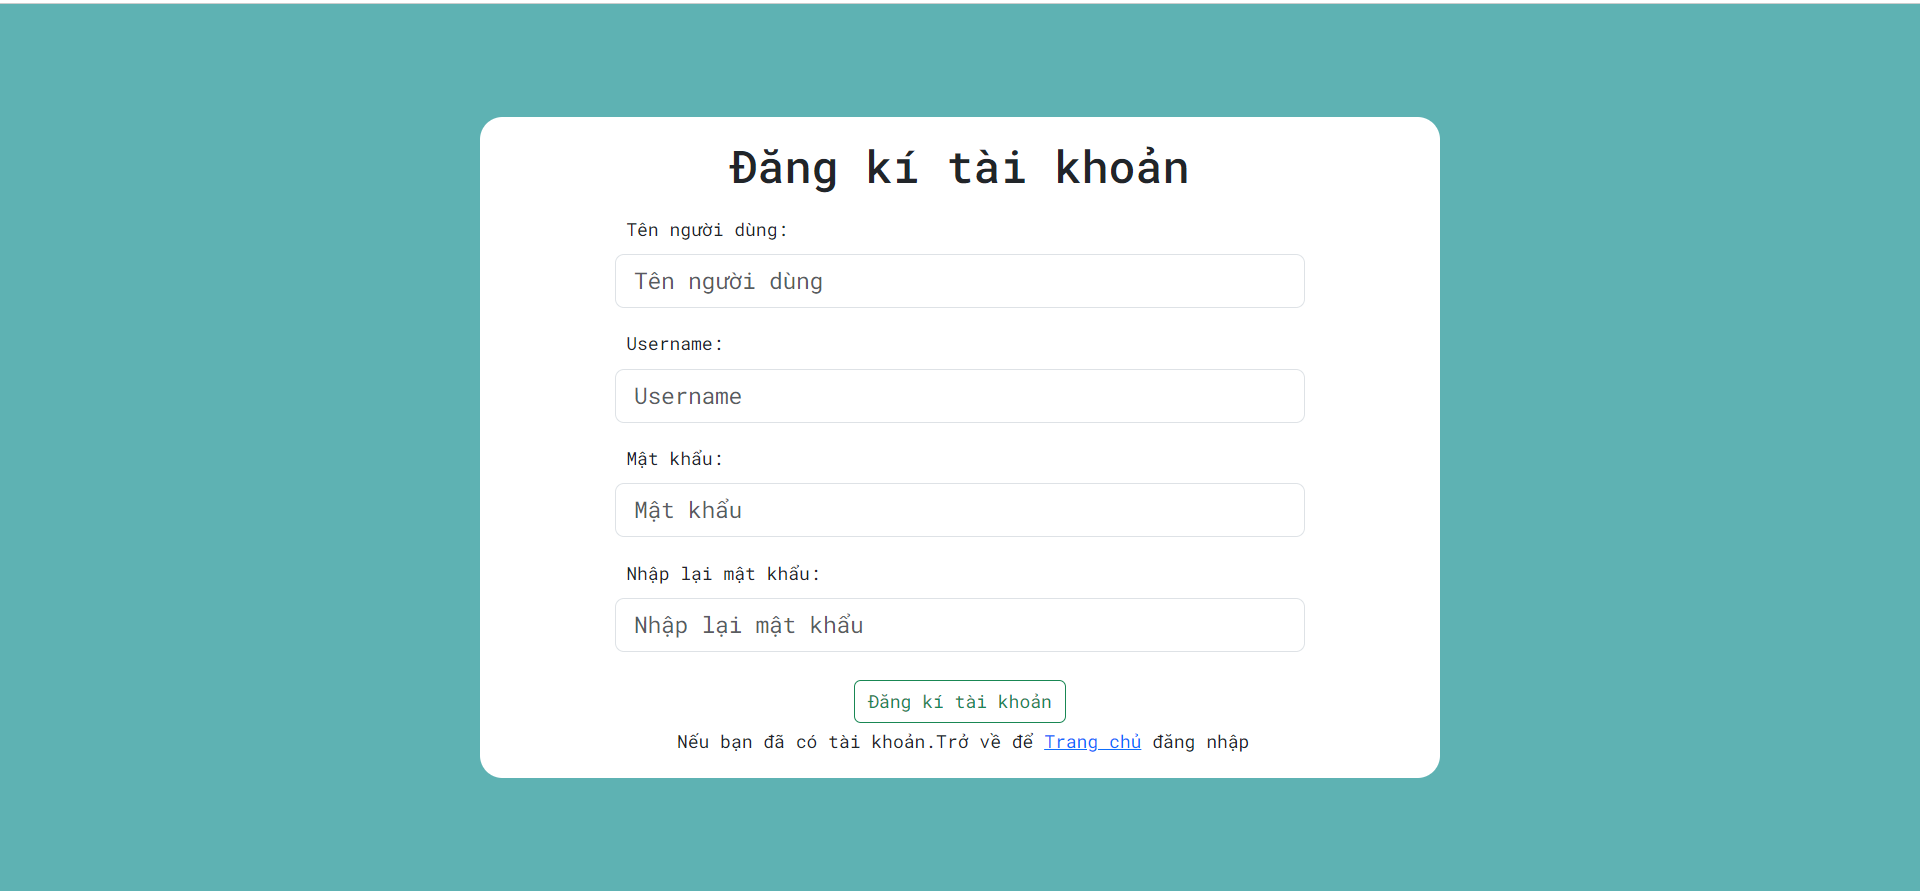 Đăng kí tài khoản
Tên người dùng:
Tên người dùng
Username:
Username
Mật khẩu:
Mật khẩu
Nhập lại mật khẩu:
Nhập lại mật khẩu
Đăng kí tài khoản
Nếu bạn đã có tài khoản.Trở về để Trang chủ đăng nhập